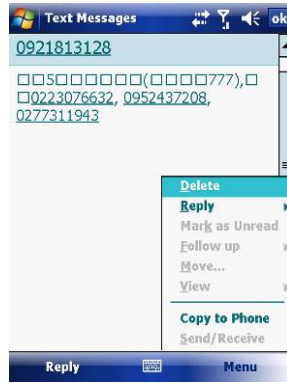 Text Messages ok
0921813128
□□5□□□□□□(□□□□777),□
□0223076632, 0952437208,
0277311943
Delete
Reply
Mark as Unread
Follow up
Move...
View
Copy to Phone
Send/Receive
Reply Menu